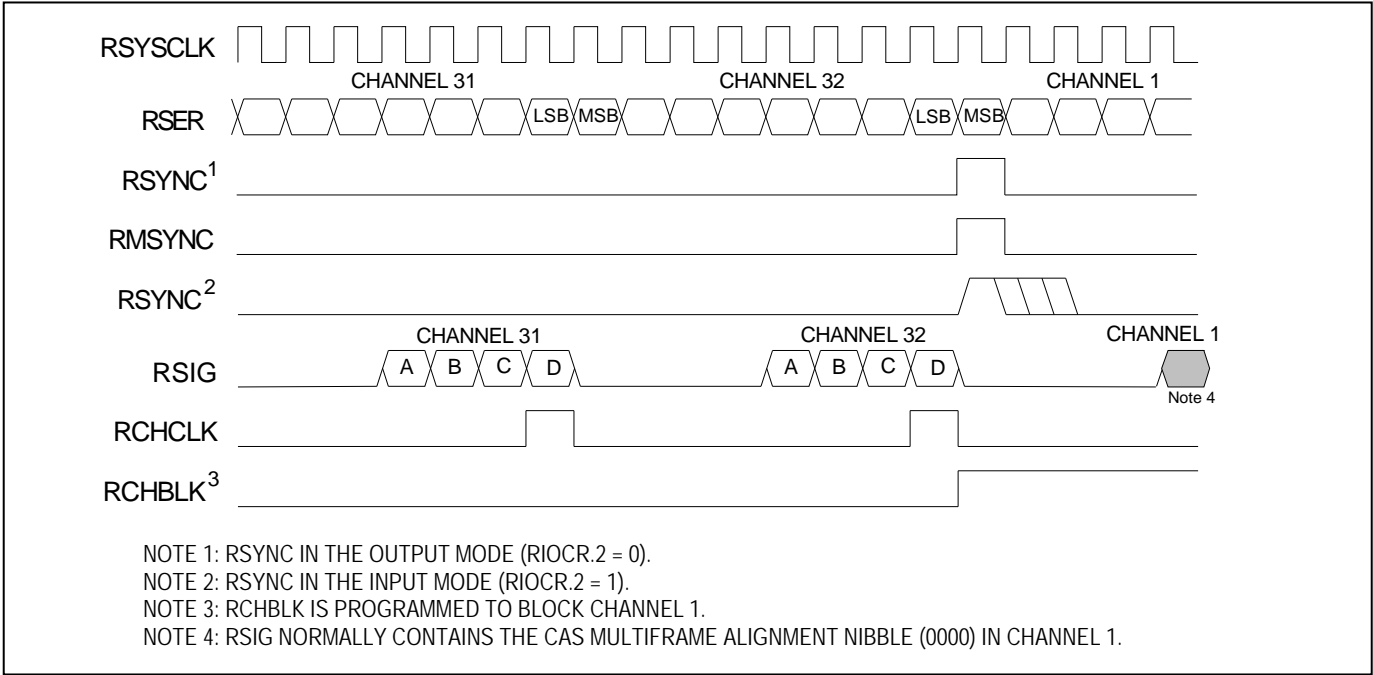 RSYSCLK
CHANNEL 31 CHANNEL 32 CHANNEL 1
RSER LSB MSB LSB MSB
RSYNC1
RMSYNC
RSYNC2
CHANNEL 31 CHANNEL 32 CHANNEL 1
RSIG A B C D A B C D
Note 4
RCHCLK
RCHBLK3
NOTE 1: RSYNC IN THE OUTPUT MODE (RIOCR.2 = 0).
NOTE 2: RSYNC IN THE INPUT MODE (RIOCR.2 = 1).
NOTE 3: RCHBLK IS PROGRAMMED TO BLOCK CHANNEL 1.
NOTE 4: RSIG NORMALLY CONTAINS THE CAS MULTIFRAME ALIGNMENT NIBBLE (0000) IN CHANNEL 1.